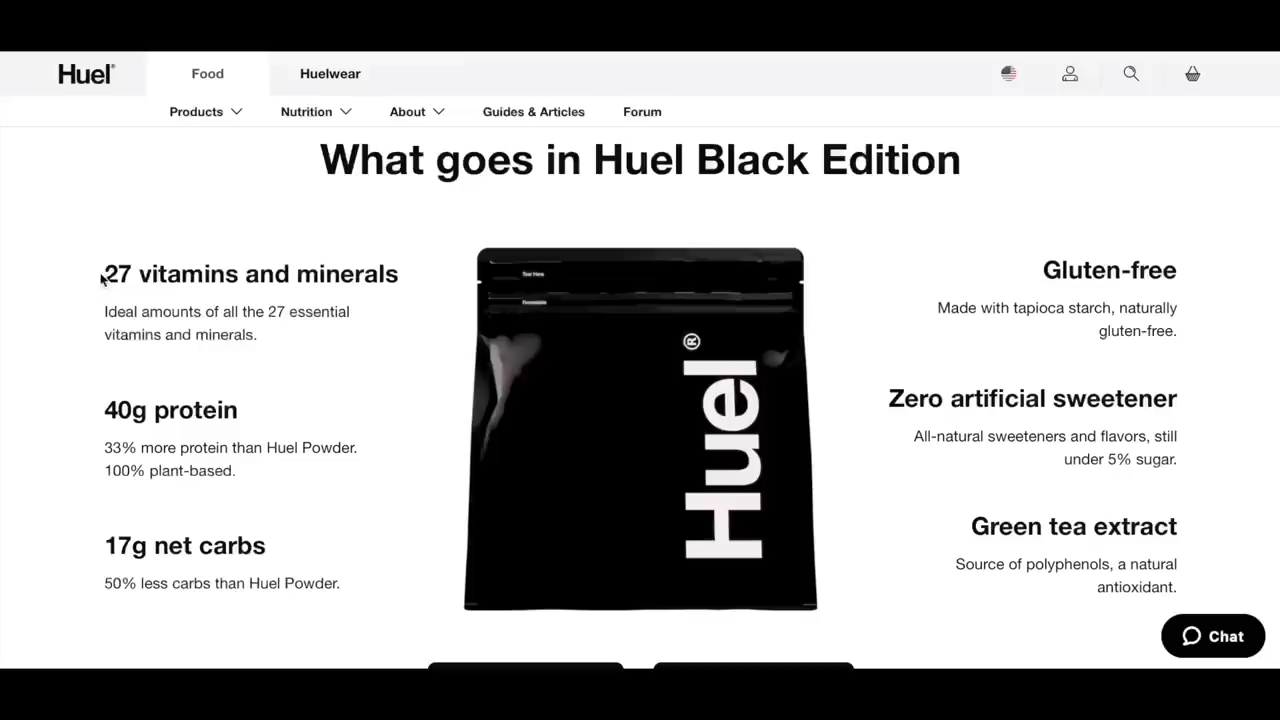 Huel®
Food
Huelwear
Products
Nutrition
About
Guides & Articles
Forum
What goes in Huel Black Edition
27 vitamins and minerals
Ideal amounts of all the 27 essential
vitamins and minerals.
40g protein
33% more protein than Huel Powder.
100% plant-based.
17g net carbs
50% less carbs than Huel Powder.
Tear Here
Resealable
Huel®
Gluten-free
Made with tapioca starch, naturally
gluten-free.
Zero artificial sweetener
All-natural sweeteners and flavors, still
under 5% sugar.
Green tea extract
Source of polyphenols, a natural
antioxidant.
Chat